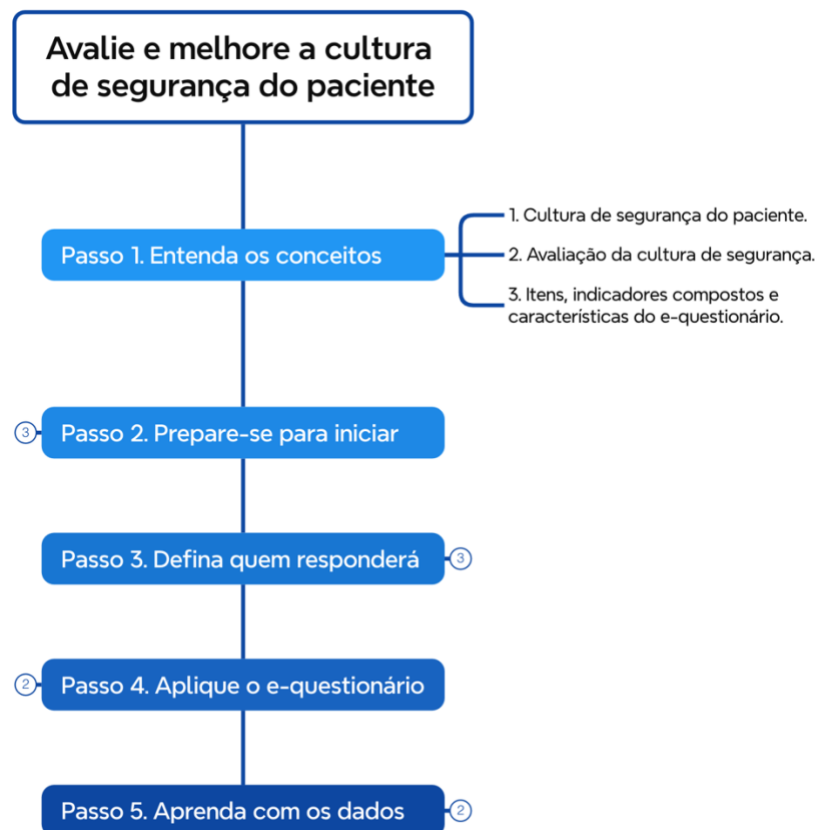 Avalie e melhore a cultura
de segurança do paciente
Passo 1. Entenda os conceitos
1. Cultura de segurança do paciente.
2. Avaliação da cultura de segurança.
3. Itens, indicadores compostos e
características do e-questionário.
3
Passo 2. Prepare-se para iniciar
Passo 3. Defina quem responderá
3
2
Passo 4. Aplique o e-questionário
Passo 5. Aprenda com os dados
2